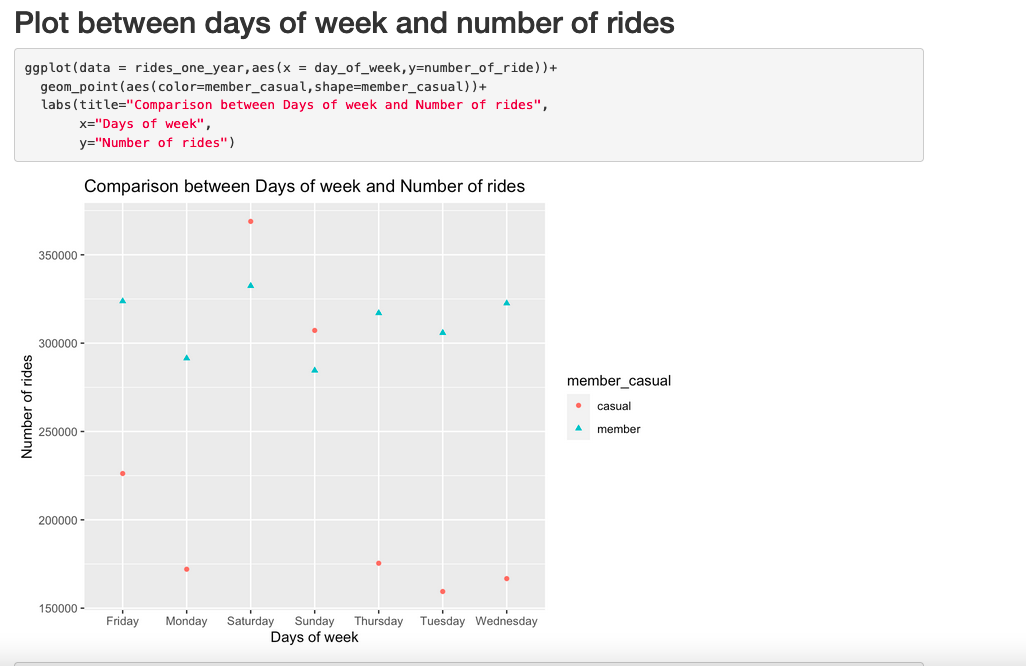 Plot between days of week and number of rides
ggplot(data = rides_one_year,aes(x = day_of_week,y=number_of_ride))+
  geom_point(aes(color=member_casual,shape=member_casual))+
  labs(title="Comparison between Days of week and Number of rides",
       x="Days of week",
       y="Number of rides")
Comparison between Days of week and Number of rides
350000
300000
250000
200000
150000
Number of rides
Friday Monday Saturday Sunday Thursday Tuesday Wednesday
Days of week
member_casual
casual
member